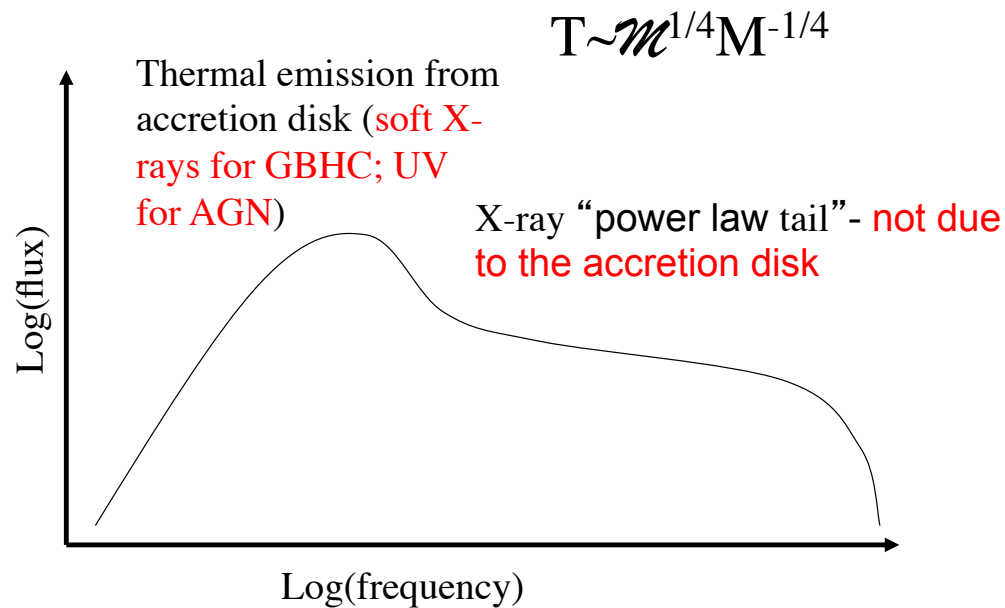 T~𝓂1/4M-1/4
Thermal emission from
accretion disk (soft X-
rays for GBHC; UV
for AGN)
X-ray “power law tail”- not due
to the accretion disk
Log(flux)
Log(frequency)